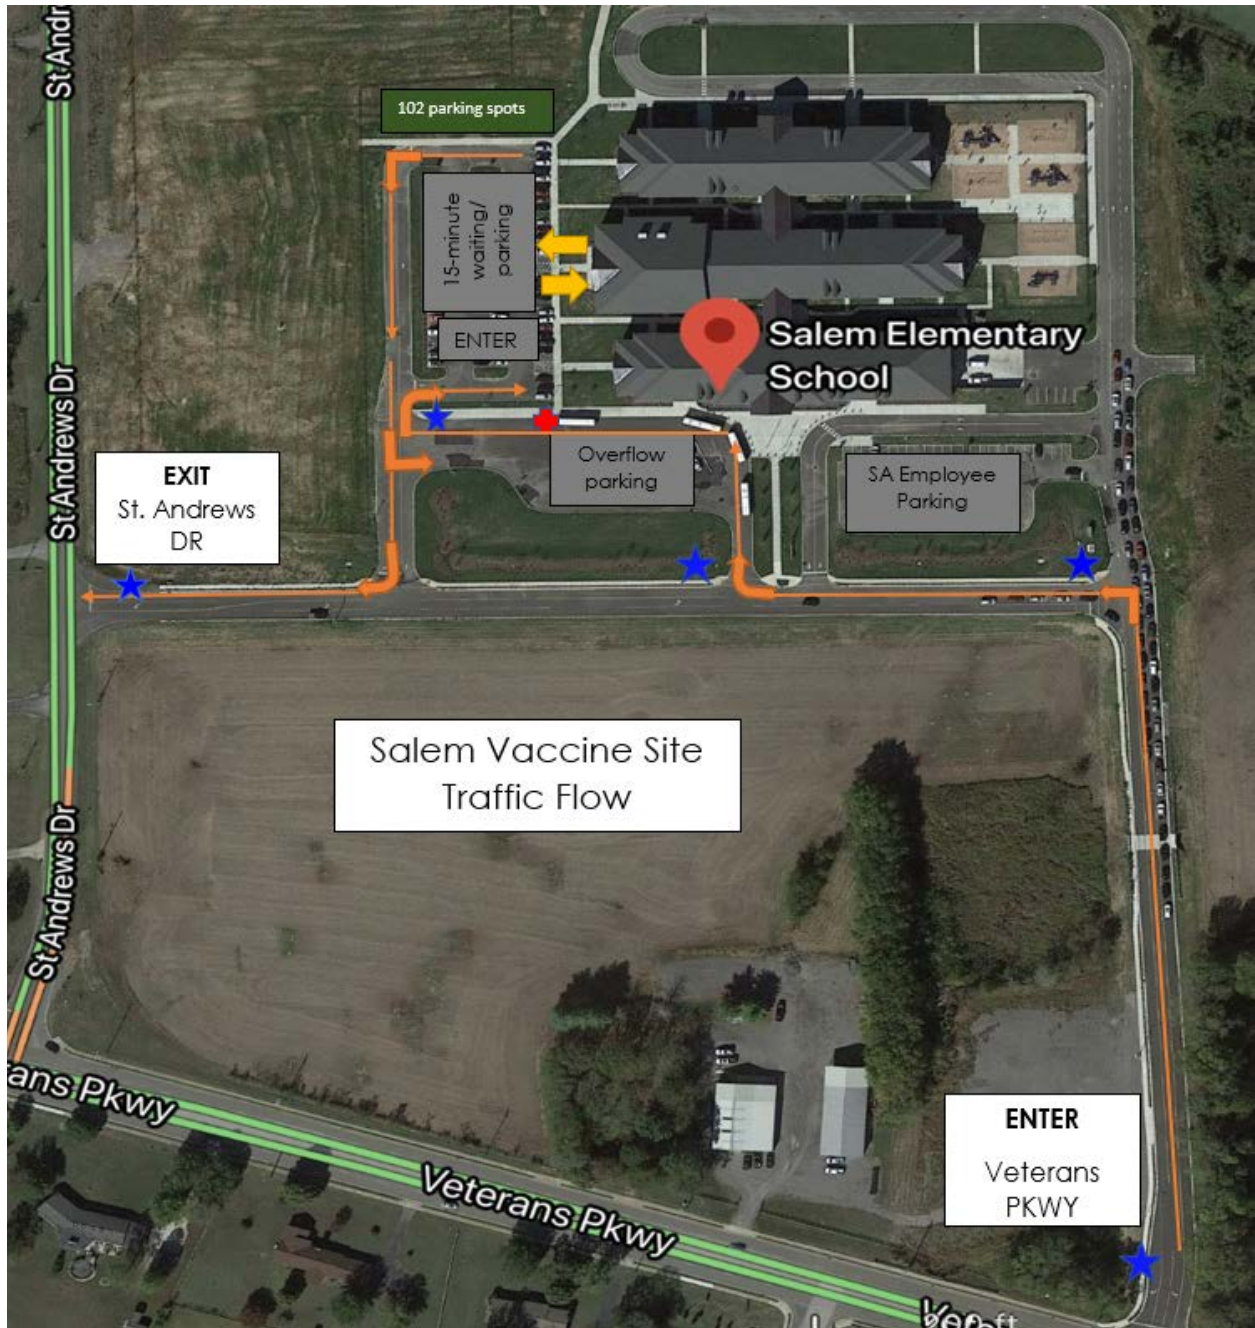 St Andr
102 parking spots
15-minute
waiting/
parking
ENTER
Salem Elementary
School
St Andrews Dr
Overflow
parking
SA Employee
Parking
EXIT
St. Andrews
DR
Salem Vaccine Site
Traffic Flow
St Andrews Dr
ENTER
Veterans
PKWY
rans Pkwy
Veterans Pkwy